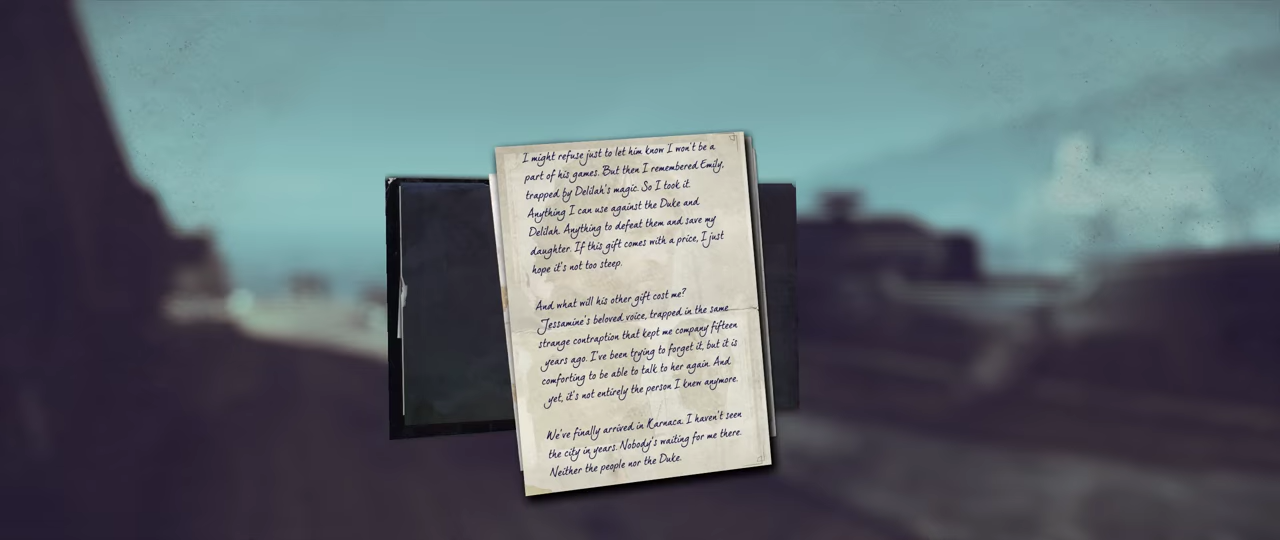 I might refuse just to let him know I won't be a
part of his games. But then I remembered Emily,
trapped by Delilah's magic. So I took it.
Anything I can use against the Duke and
Delilah. Anything to defeat them and save my
daughter. If this gift comes with a price, I just
hope it's not too steep.
And what will his other gift cost me?
Jessamine's beloved voice, trapped in the same
strange contraption that kept me company fifteen
years ago. I've been trying to forget it, but it is
comforting to be able to talk to her again. And
yet, it's not entirely the person I knew anymore.
We've finally arrived in Karnaca. I haven't seen
the city in years. Nobody's waiting for me there.
Neither the people nor the Duke.